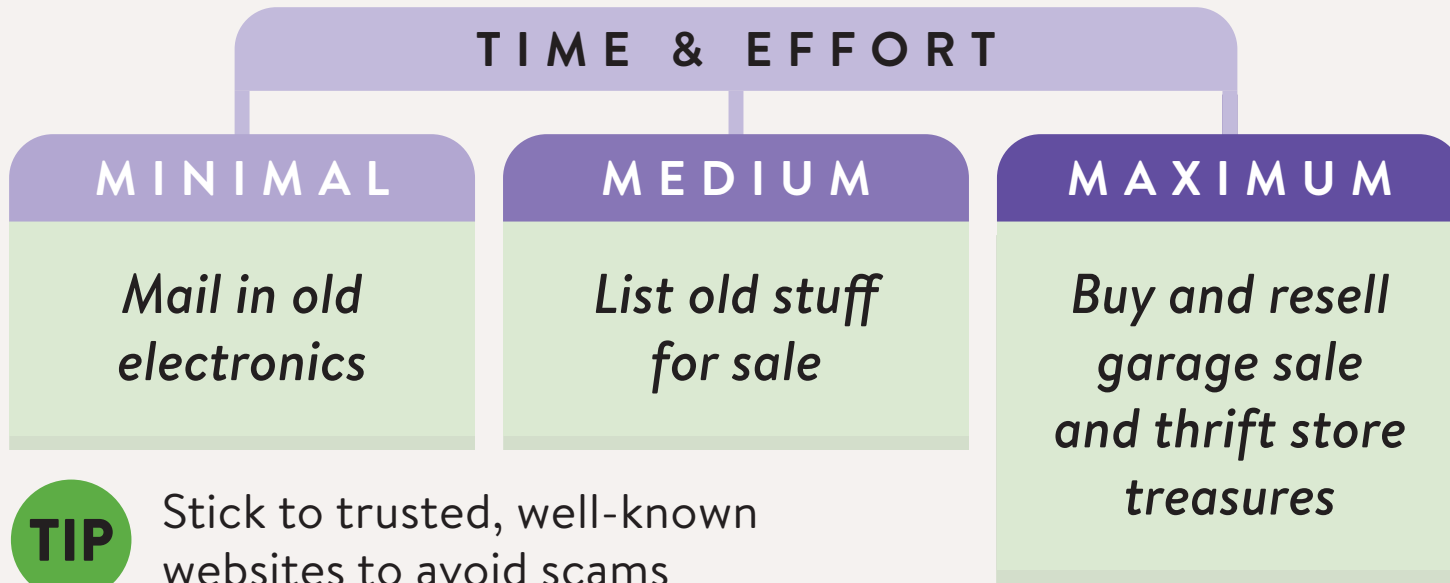 TIME & EFFORT
MINIMAL
Mail in old
electronics
MEDIUM
List old stuff
for sale
MAXIMUM
Buy and resell
garage sale
and thrift store
treasures
TIP
Stick to trusted, well-known
websites to avoid scams